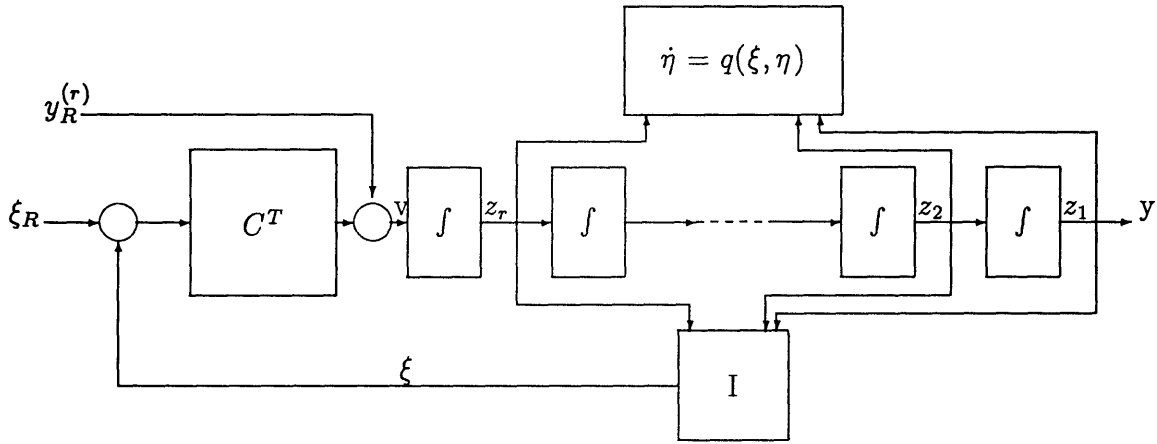 η̇ = q(ξ, η)
y_R^{(r)}
ξ_R
C^T
v
∫
z_r
∫
∫
z_2
∫
z_1
y
ξ
I